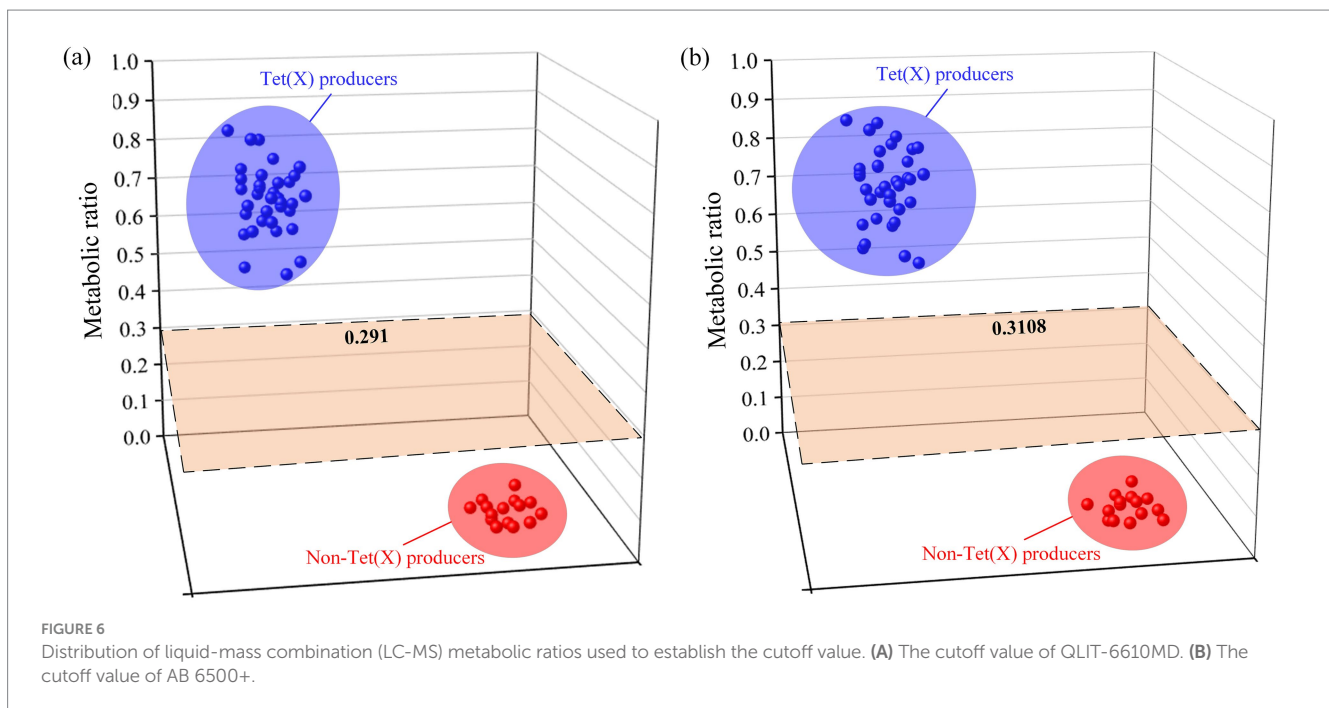 (a)
Metabolic ratio
1.0
0.9
0.8
0.7
0.6
0.5
0.4
0.3
0.2
0.1
0.0
Tet(X) producers
0.291
Non-Tet(X) producers
(b)
Metabolic ratio
1.0
0.9
0.8
0.7
0.6
0.5
0.4
0.3
0.2
0.1
0.0
Tet(X) producers
0.3108
Non-Tet(X) producers
FIGURE 6
Distribution of liquid-mass combination (LC-MS) metabolic ratios used to establish the cutoff value. (A) The cutoff value of QLIT-6610MD. (B) The
cutoff value of AB 6500+.